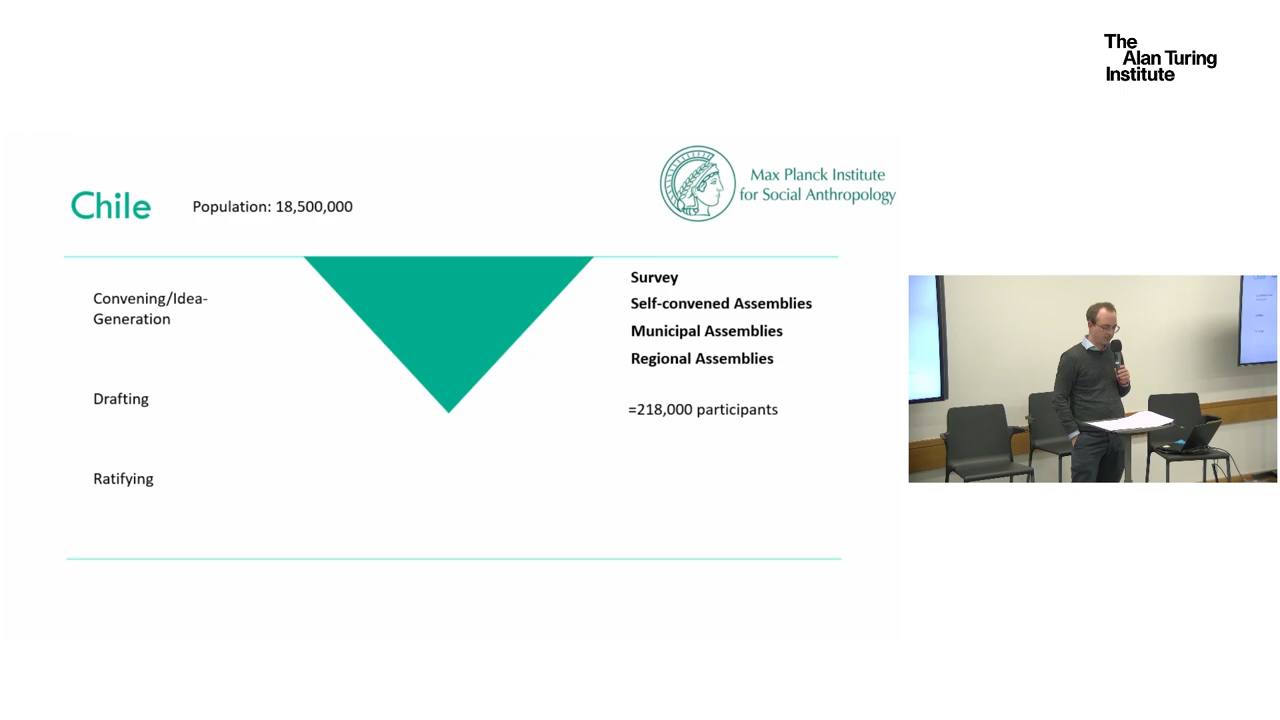 The
Alan Turing
Institute
Max Planck Institute
for Social Anthropology
Chile
Population: 18,500,000
Convening/Idea-
Generation
Drafting
Ratifying
Survey
Self-convened Assemblies
Municipal Assemblies
Regional Assemblies
=218,000 participants